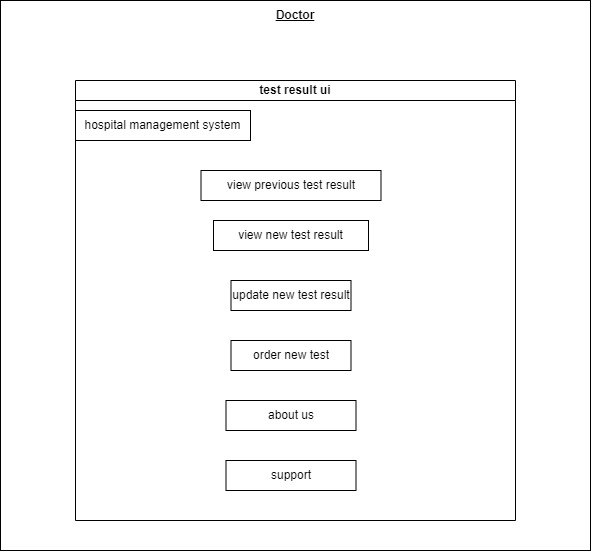 Doctor
test result ui
hospital management system
view previous test result
view new test result
update new test result
order new test
about us
support